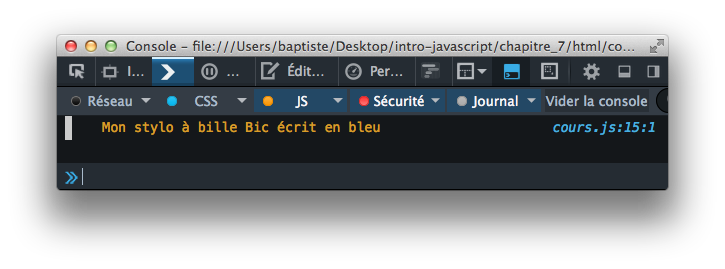 Console - file:///Users/baptiste/Desktop/intro-javascript/chapitre_7/html/co...
I... ... Édit... Per...
Réseau CSS JS Sécurité Journal Vider la console
Mon stylo à bille Bic écrit en bleu cours.js:15:1